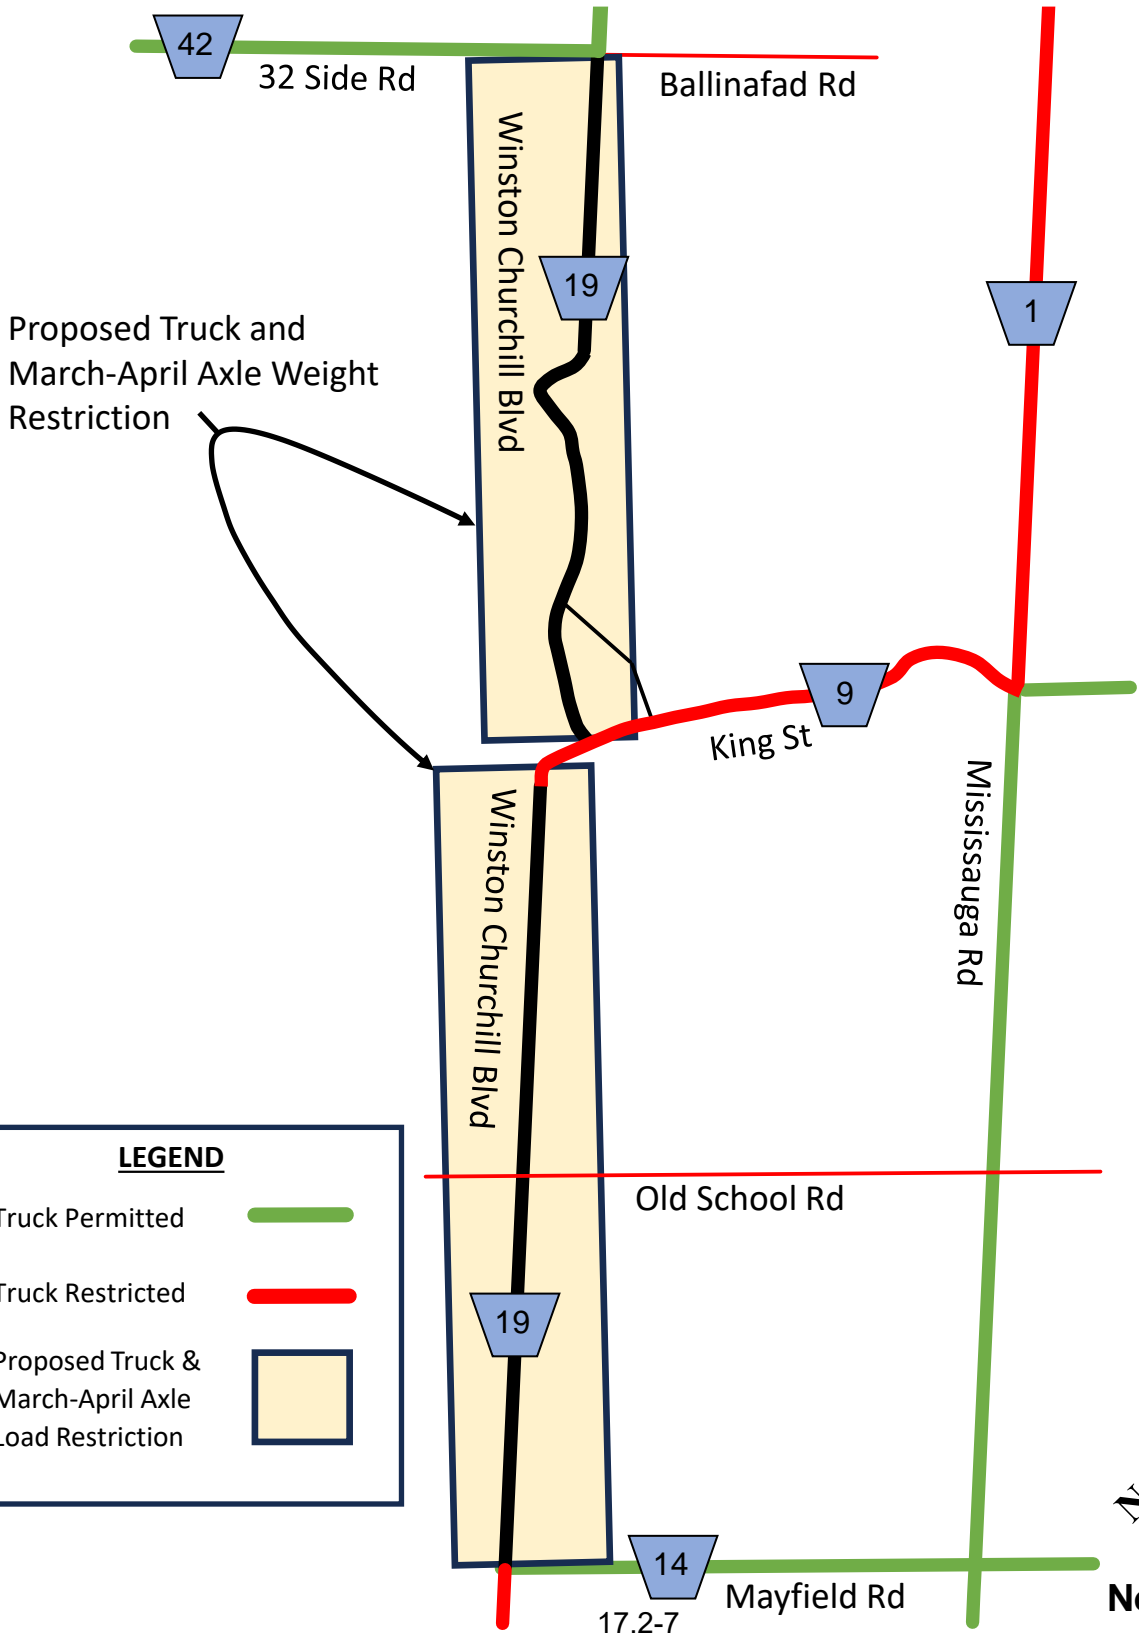 42
32 Side Rd
Ballinafad Rd
Winston Churchill Blvd
19
1
Proposed Truck and
March-April Axle Weight
Restriction
9
King St
Mississauga Rd
Winston Churchill Blvd
LEGEND
Truck Permitted
Truck Restricted
Proposed Truck &
March-April Axle
Load Restriction
Old School Rd
19
14
Mayfield Rd
17.2-7
N